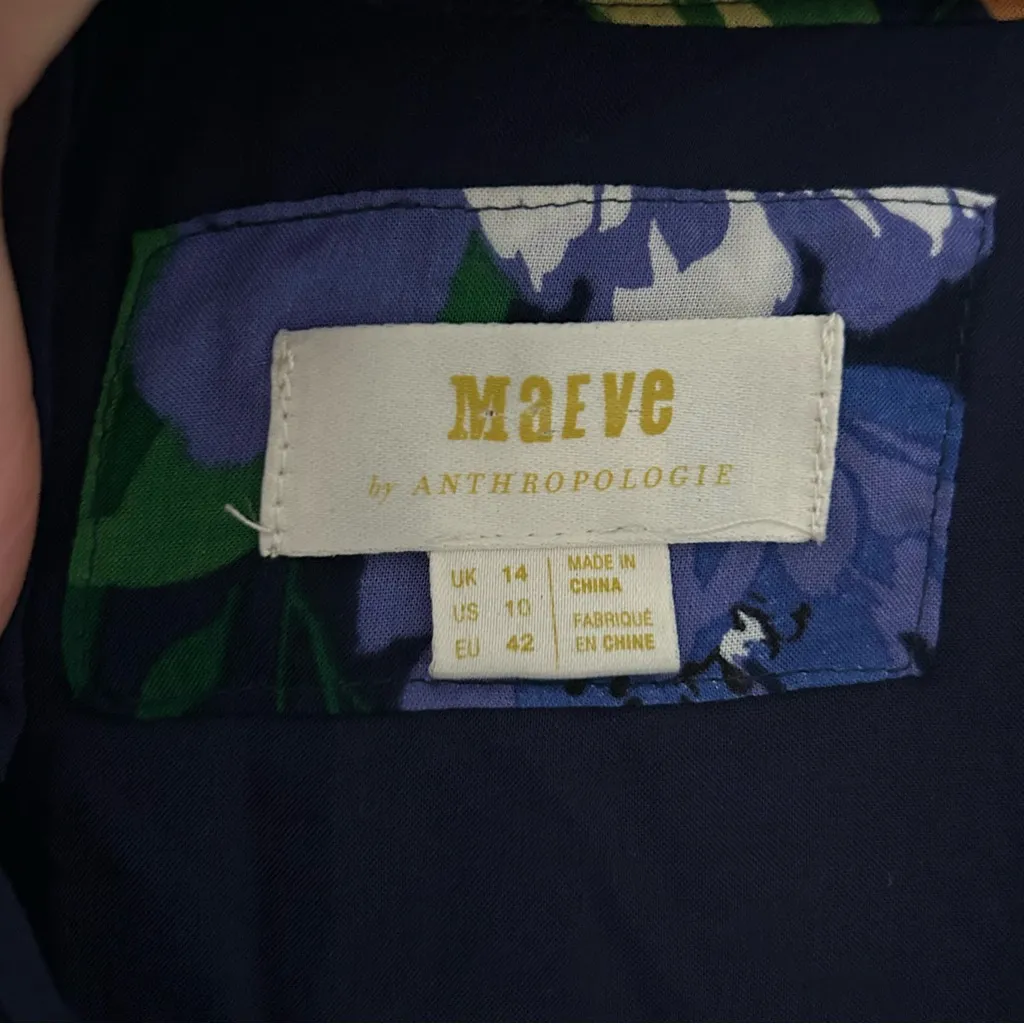 MaEVe
by ANTHROPOLOGIE
UK 14
US 10
EU 42
MADE IN
CHINA
FABRIQUÉ
EN CHINE